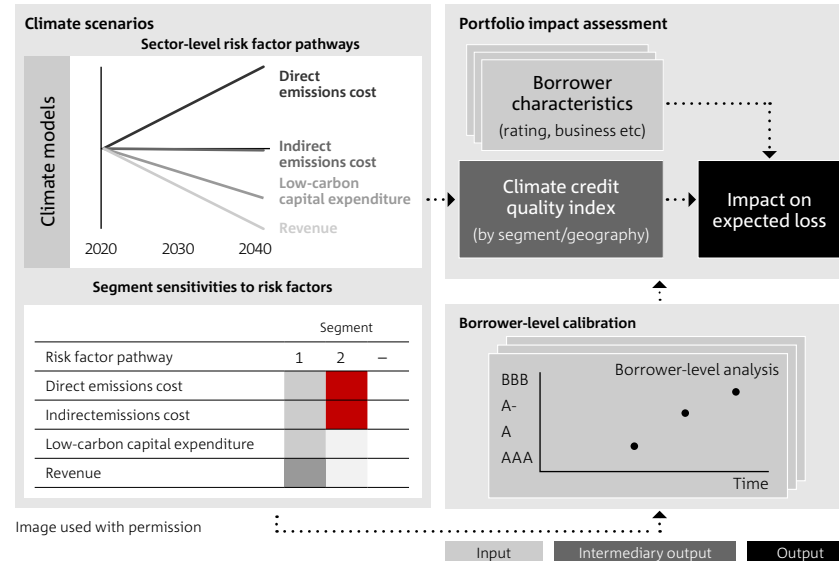 Climate scenarios
Sector-level risk factor pathways
Climate models
Direct
emissions cost
Indirect
emissions cost
Low-carbon
capital expenditure
Revenue
2020 2030 2040
Segment sensitivities to risk factors
Segment
Risk factor pathway 1 2 –
Direct emissions cost
Indirectemissions cost
Low-carbon capital expenditure
Revenue
Image used with permission
Portfolio impact assessment
Borrower
characteristics
(rating, business etc)
Climate credit
quality index
(by segment/geography)
Impact on
expected loss
Borrower-level calibration
Borrower-level analysis
BBB
A-
A
AAA
Time
Input Intermediary output Output